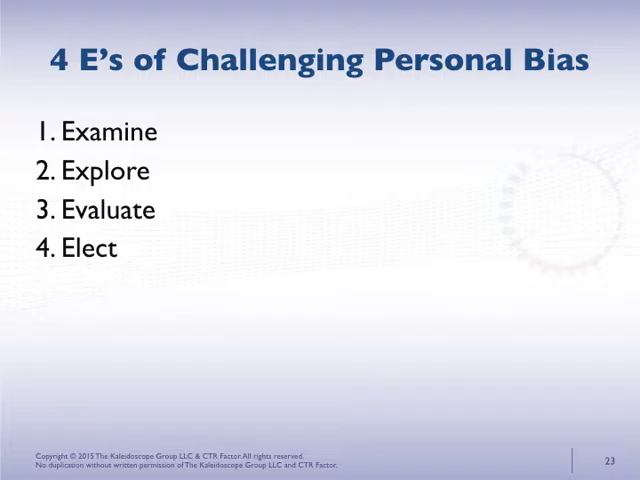 4 E’s of Challenging Personal Bias
1. Examine
2. Explore
3. Evaluate
4. Elect
Copyright © 2015 The Kaleidoscope Group LLC & CTR Factor. All rights reserved.
No duplication without written permission of The Kaleidoscope Group LLC and CTR Factor.
23